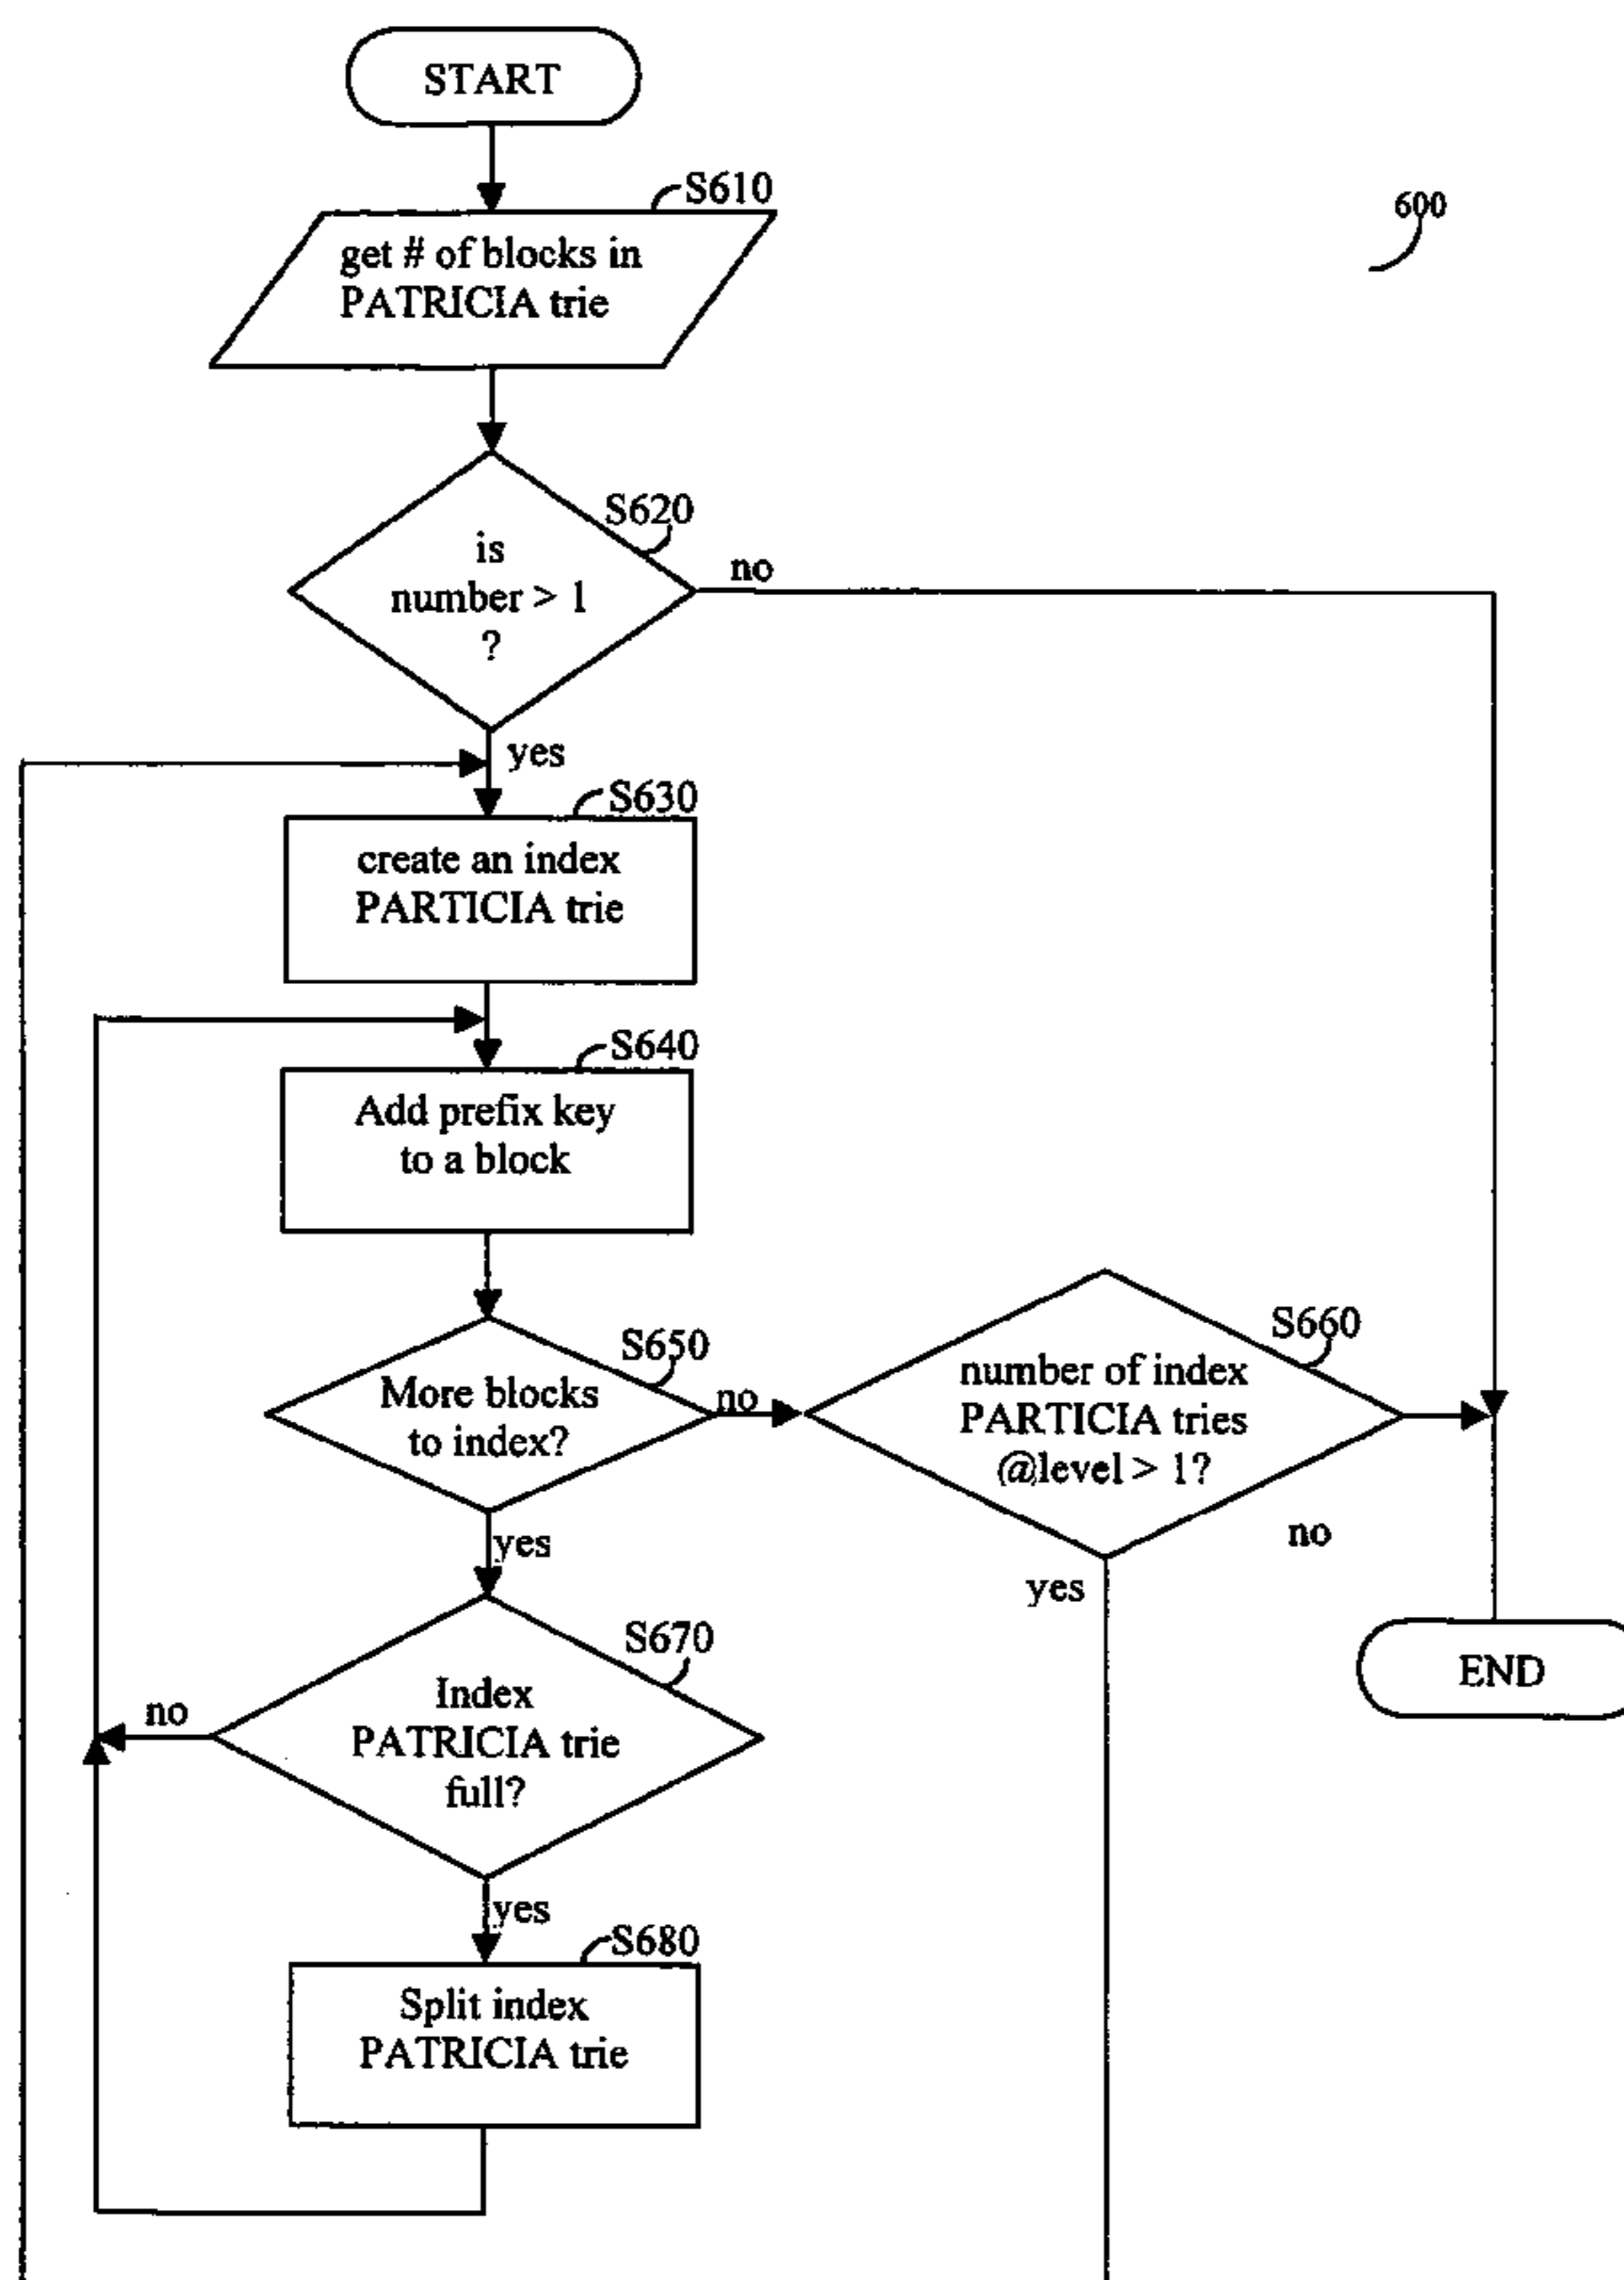 START
S610
600
get # of blocks in
PATRICIA trie
S620
is
number > 1
?
no
yes
S630
create an index
PARTICIA trie
S640
Add prefix key
to a block
S650
More blocks
to index?
no
S660
number of index
PARTICIA tries
@level > 1?
no
yes
yes
S670
Index
PATRICIA trie
full?
no
END
yes
S680
Split index
PATRICIA trie